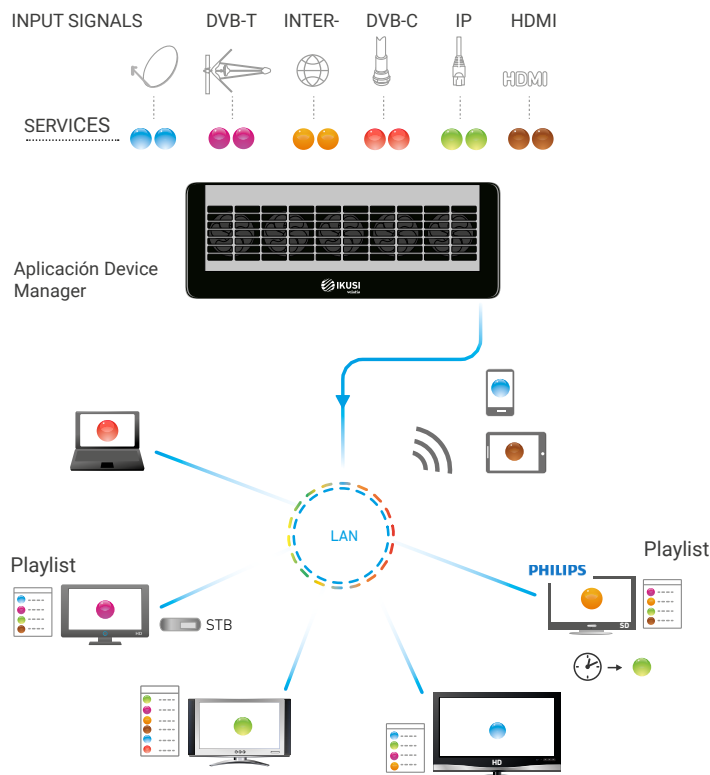 INPUT SIGNALS DVB-T INTER- DVB-C IP HDMI
HDMI
SERVICES
Aplicación Device
Manager
IKUSI
LAN
Playlist
Playlist
PHILIPS
SD
HD
STB
HD